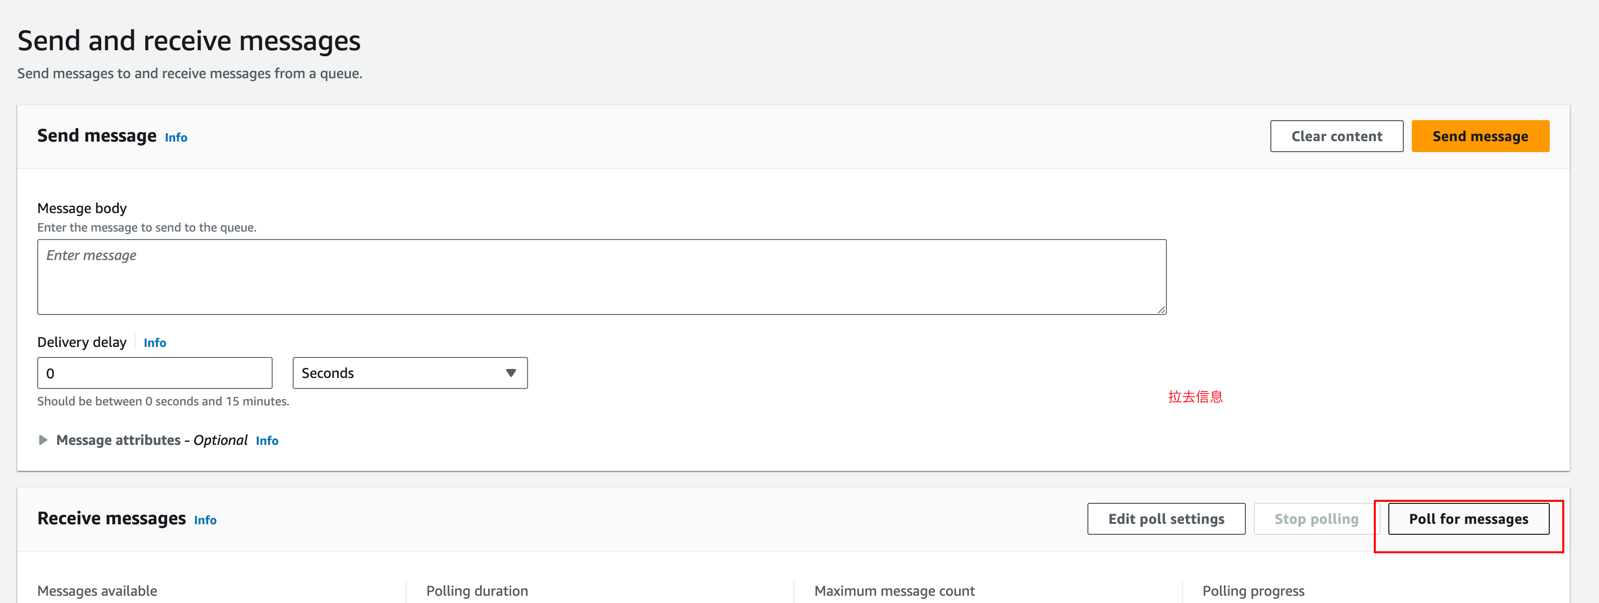 Send and receive messages
Send messages to and receive messages from a queue.
Send message Info
Clear content
Send message
Message body
Enter the message to send to the queue.
Enter message
Delivery delay Info
0
Seconds
Should be between 0 seconds and 15 minutes.
拉去信息
Message attributes - Optional Info
Receive messages Info
Edit poll settings
Stop polling
Poll for messages
Messages available
Polling duration
Maximum message count
Polling progress